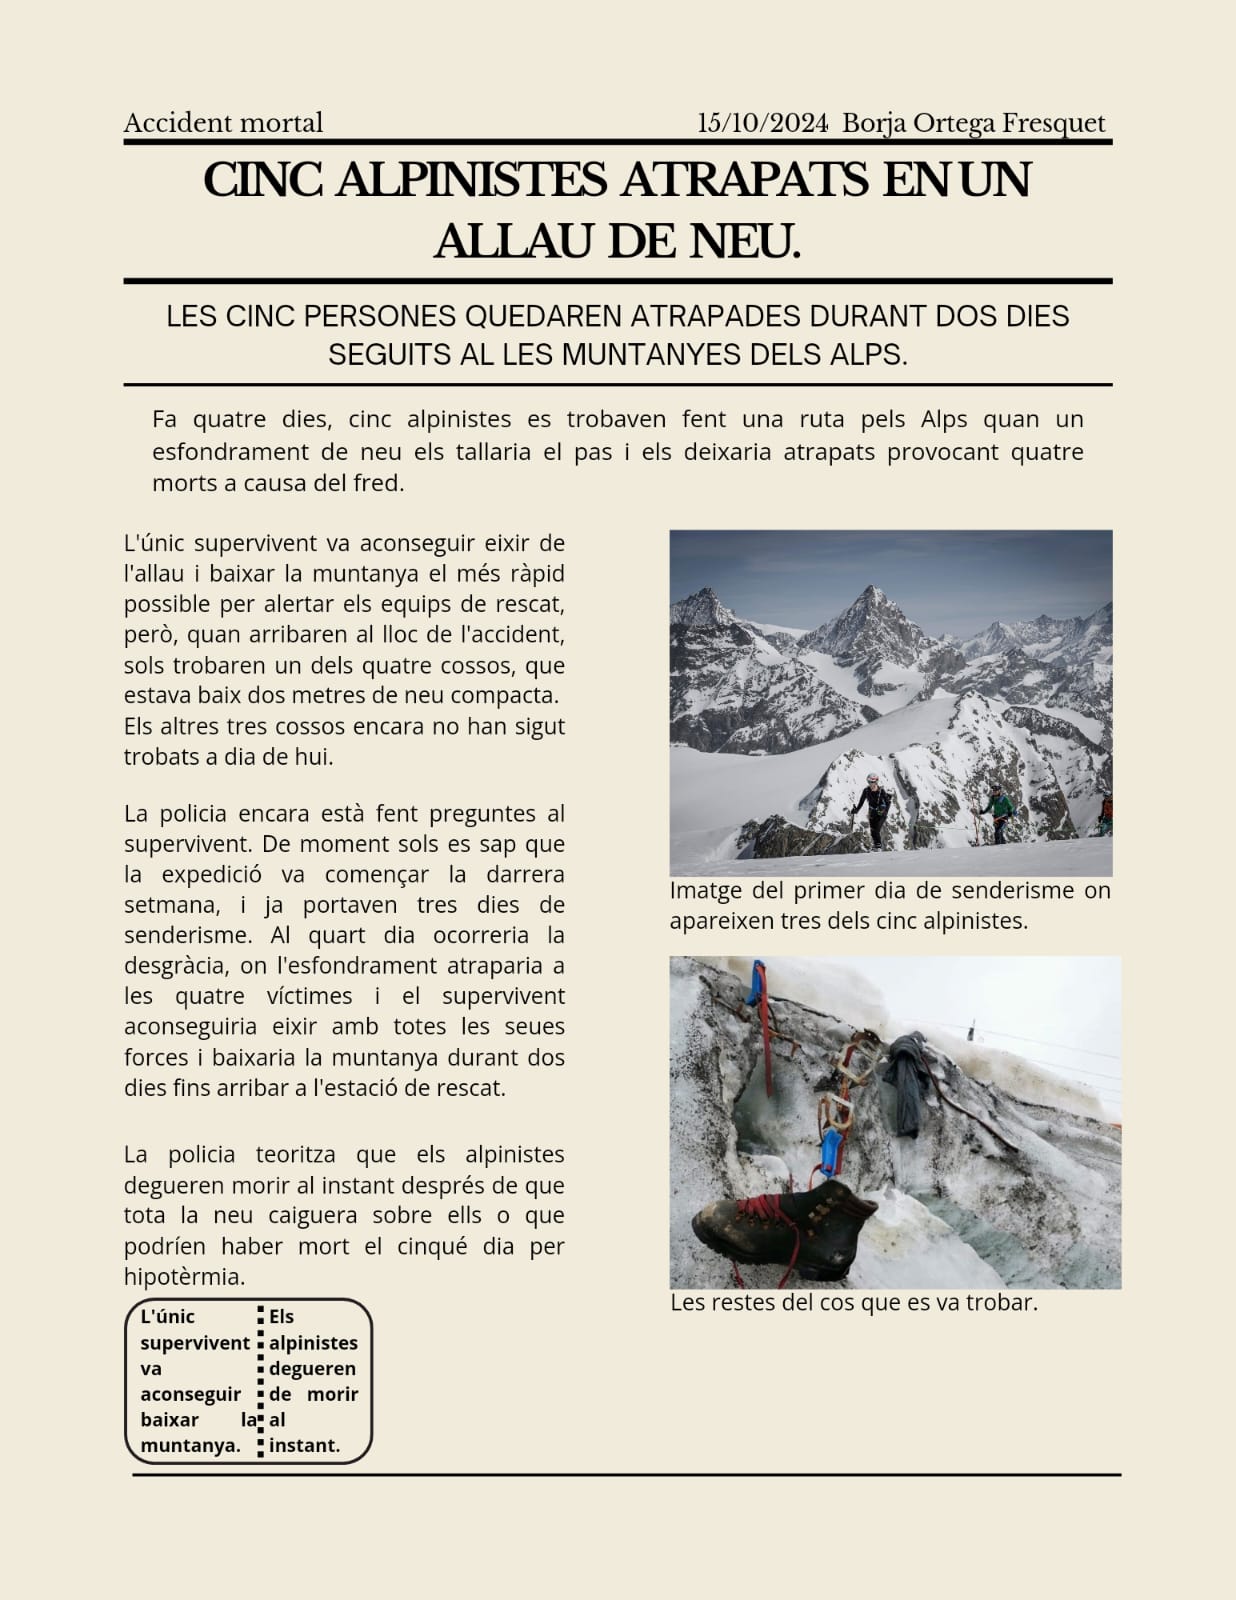 Accident mortal
15/10/2024 Borja Ortega Fresquet
CINC ALPINISTES ATRAPATS EN UN
ALLAU DE NEU.
LES CINC PERSONES QUEDAREN ATRAPADES DURANT DOS DIES
SEGUITS AL LES MUNTANYES DELS ALPS.
Fa quatre dies, cinc alpinistes es trobaven fent una ruta pels Alps quan un
esfondrament de neu els tallaria el pas i els deixaria atrapats provocant quatre
morts a causa del fred.
L'únic supervivent va aconseguir eixir de
l'allau i baixar la muntanya el més ràpid
possible per alertar els equips de rescat,
però, quan arribaren al lloc de l'accident,
sols trobaren un dels quatre cossos, que
estava baix dos metres de neu compacta.
Els altres tres cossos encara no han sigut
trobats a dia de hui.
La policia encara està fent preguntes al
supervivent. De moment sols es sap que
la expedició va començar la darrera
setmana, i ja portaven tres dies de
senderisme. Al quart dia ocorreria la
desgràcia, on l'esfondrament atraparia a
les quatre víctimes i el supervivent
aconseguiria eixir amb totes les seues
forces i baixaria la muntanya durant dos
dies fins arribar a l'estació de rescat.
La policia teoritza que els alpinistes
degueren morir al instant després de que
tota la neu caiguera sobre ells o que
podríen haber mort el cinqué dia per
hipotèrmia.
L'únic
supervivent
va
aconseguir
baixar la
muntanya.
Els
alpinistes
degueren
de morir
al
instant.
Imatge del primer dia de senderisme on
apareixen tres dels cinc alpinistes.
Les restes del cos que es va trobar.